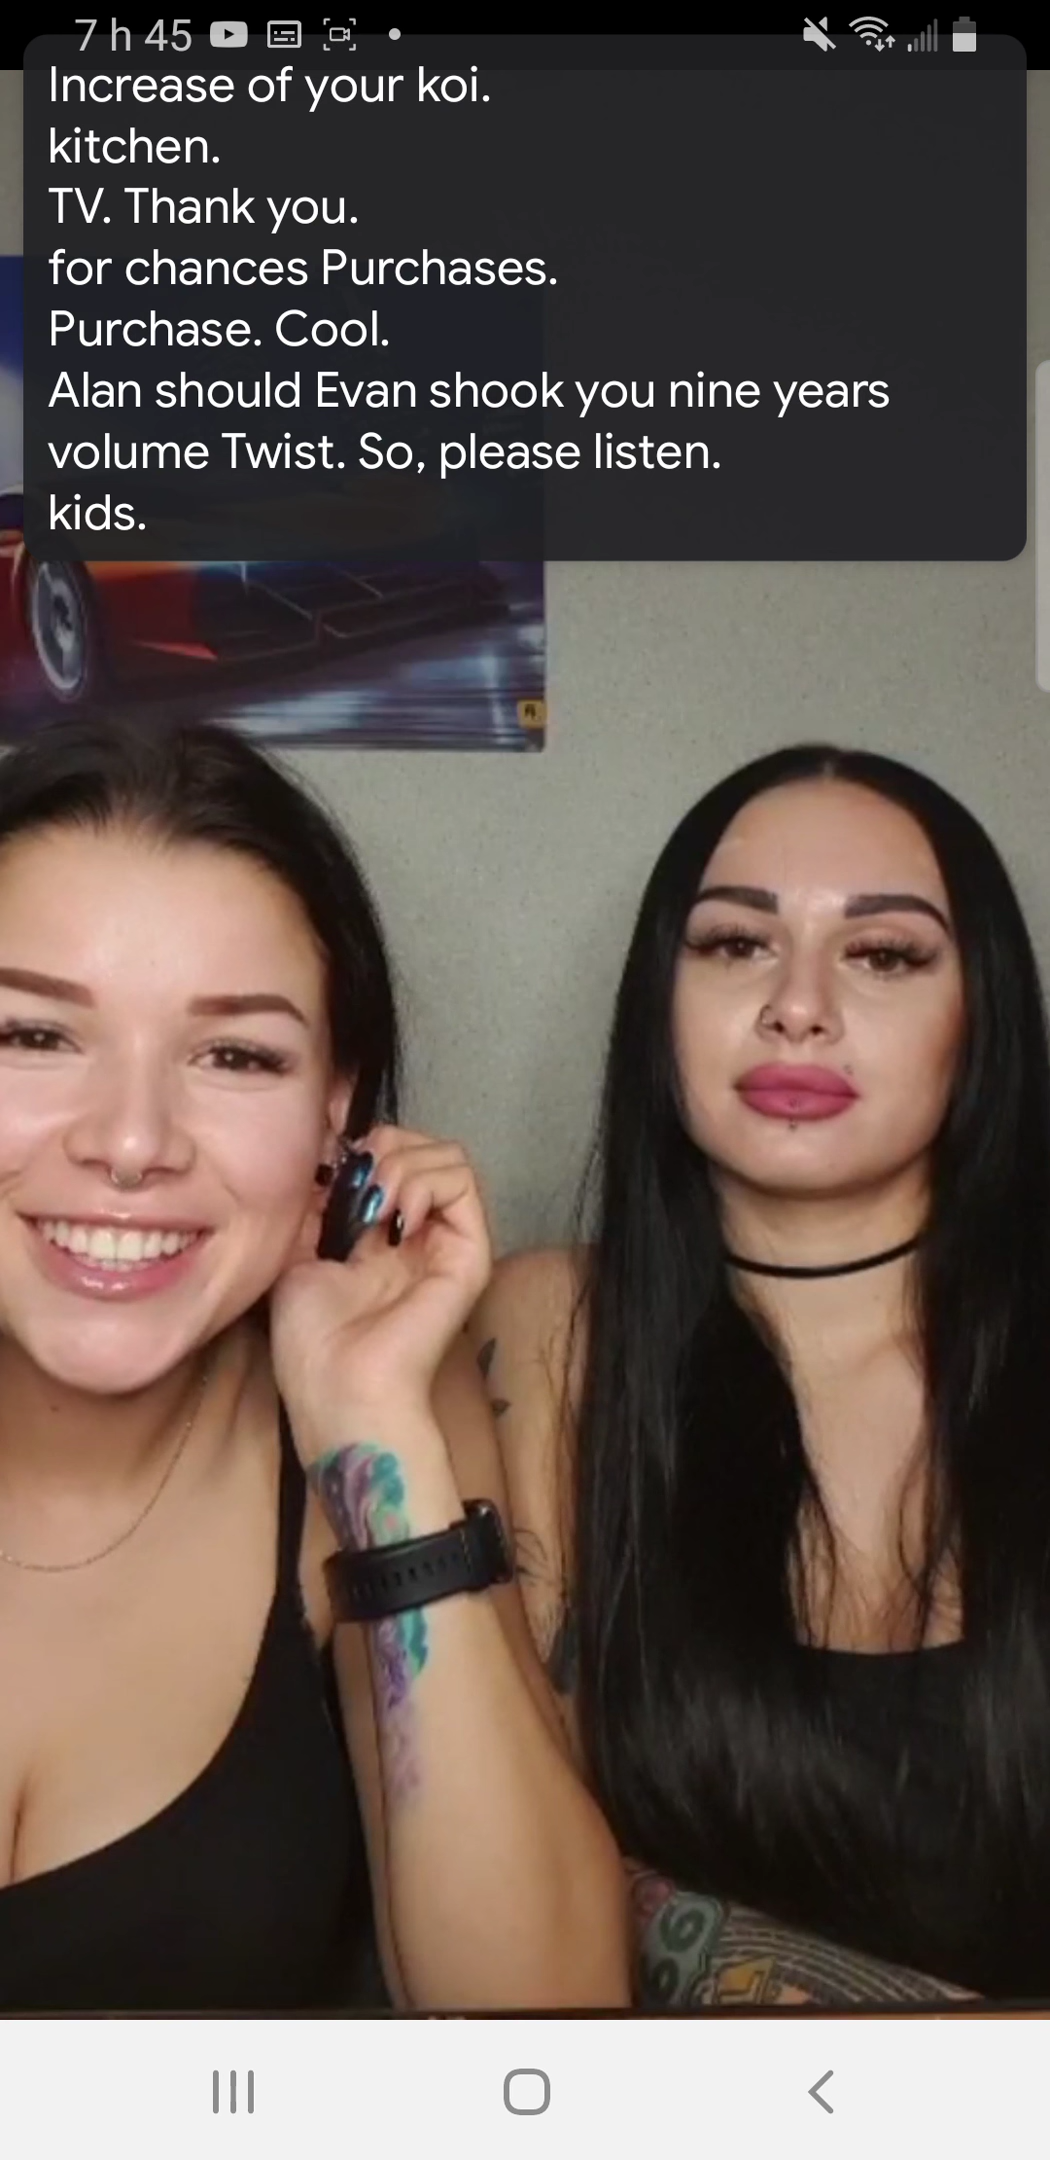 7 h 45
Increase of your koi.
kitchen.
TV. Thank you.
for chances Purchases.
Purchase. Cool.
Alan should Evan shook you nine years
volume Twist. So, please listen.
kids.